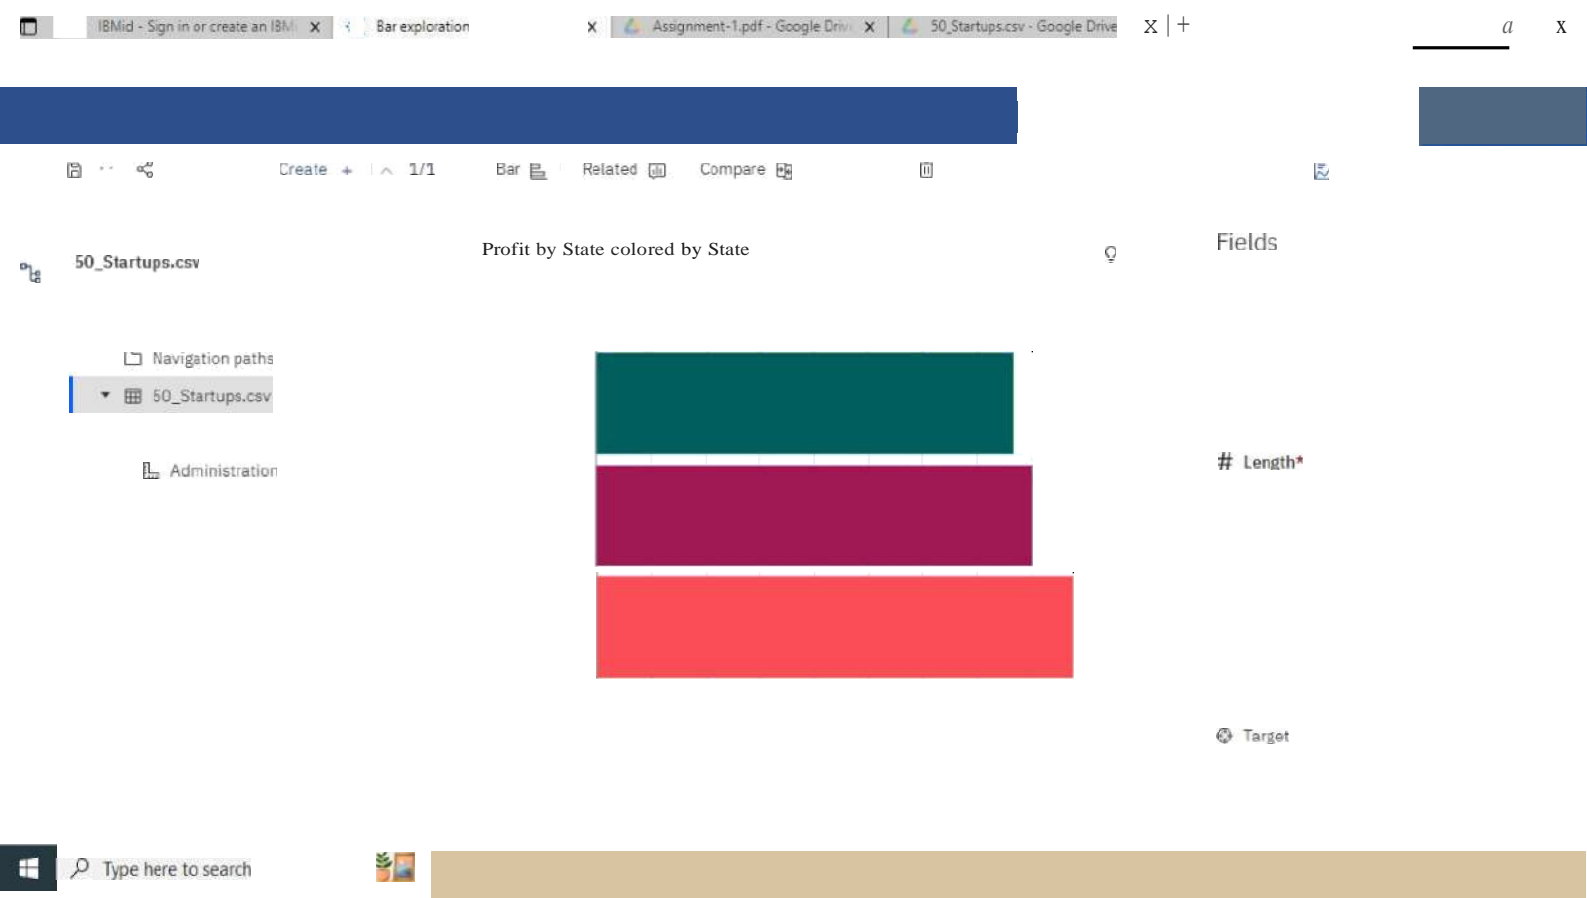 IBMid - Sign in or create an IBM X Bar exploration X Assignment-1.pdf - Google Driv X 50_Startups.csv - Google Drive X | + a x
Create + 1/1 Bar Related Compare
Profit by State colored by State
Fields
50_Startups.csv
Navigation paths
50_Startups.csv
# Length*
Administration
Target
Type here to search